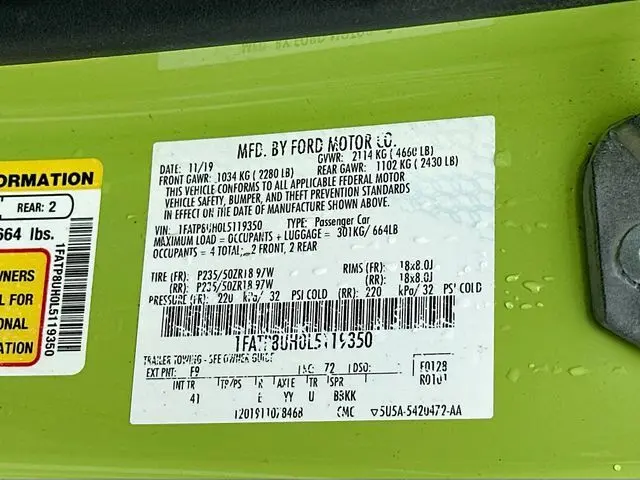 ORMATION
REAR: 2
664 lbs.
1FATP8UH0L5119350
WNERS
FOR
ONAL
ATION
MFD. BY FORD MOTOR CO.
DATE: 11/19 GVWR: 2114 KG (4660 LB)
FRONT GAWR: 1034 KG (2280 LB) REAR GAWR: 1102 KG (2430 LB)
THIS VEHICLE CONFORMS TO ALL APPLICABLE FEDERAL MOTOR
VEHICLE SAFETY, BUMPER, AND THEFT PREVENTION STANDARDS
IN EFFECT ON THE DATE OF MANUFACTURE SHOWN ABOVE.
VIN: 1FATP8UH0L5119350 TYPE: Passenger Car
MAXIMUM LOAD = OCCUPANTS + LUGGAGE = 301KG/664LB
OCCUPANTS = 4 TOTAL, 2 FRONT, 2 REAR
TIRE (FR): P235/50ZR18 97W RIMS (FR): 18x8.0J
(RR): P235/50ZR18 97W (RR): 18x8.0J
PRESSURE (FR): 220 kPa/ 32 PSI COLD (RR): 220 kPa/ 32 PSI COLD
1FATP8UH0L5119350
TRAILER TOWING - SEE OWNER GUIDE
EXT PNT: F9 RC: 72 DSO: F0128
R0101
INT TR TP/PS R AXLE TR SPR
41 E YY U BBKK
UMC 5U5A-5420472-AA